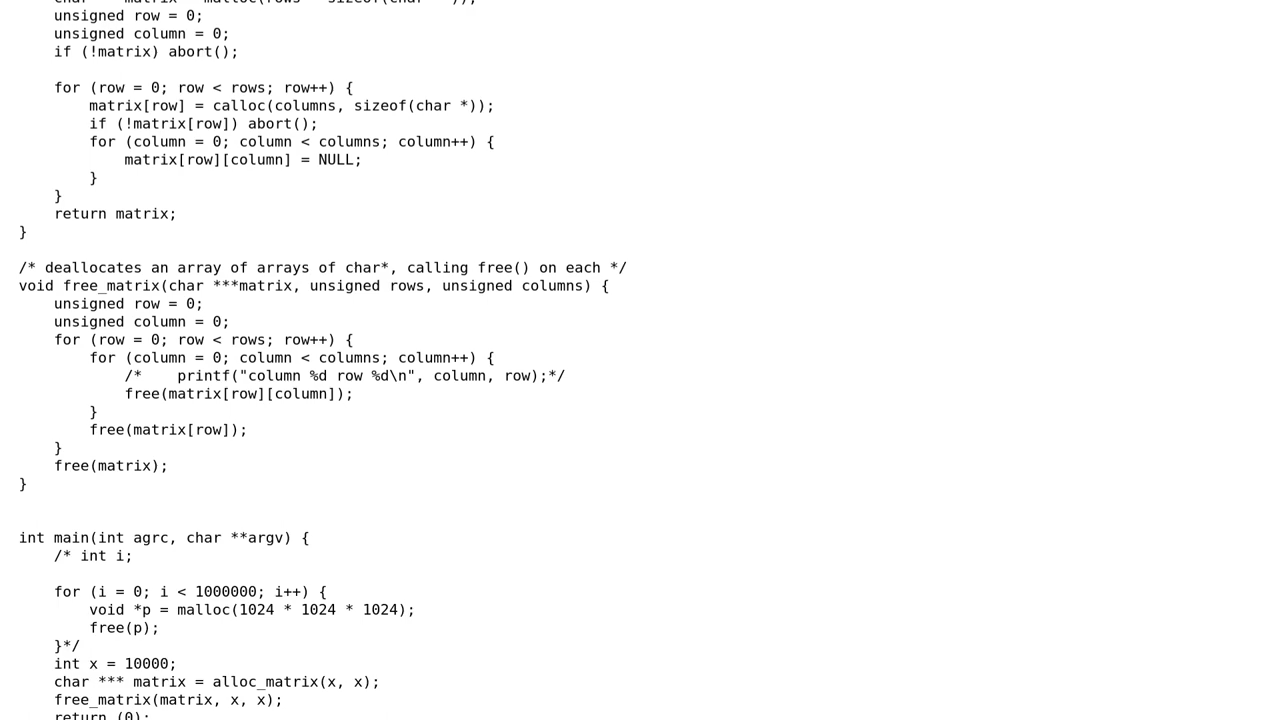 unsigned row = 0;
unsigned column = 0;
if (!matrix) abort();
for (row = 0; row < rows; row++) {
matrix[row] = calloc(columns, sizeof(char *));
if (!matrix[row]) abort();
for (column = 0; column < columns; column++) {
matrix[row][column] = NULL;
}
}
return matrix;
}
/* deallocates an array of arrays of char*, calling free() on each */
void free_matrix(char ***matrix, unsigned rows, unsigned columns) {
unsigned row = 0;
unsigned column = 0;
for (row = 0; row < rows; row++) {
for (column = 0; column < columns; column++) {
/*    printf("column %d row %d\n", column, row);*/
free(matrix[row][column]);
}
free(matrix[row]);
}
free(matrix);
}
int main(int agrc, char **argv) {
/* int i;
for (i = 0; i < 1000000; i++) {
void *p = malloc(1024 * 1024 * 1024);
free(p);
}*/
int x = 10000;
char *** matrix = alloc_matrix(x, x);
free_matrix(matrix, x, x);
return (0);